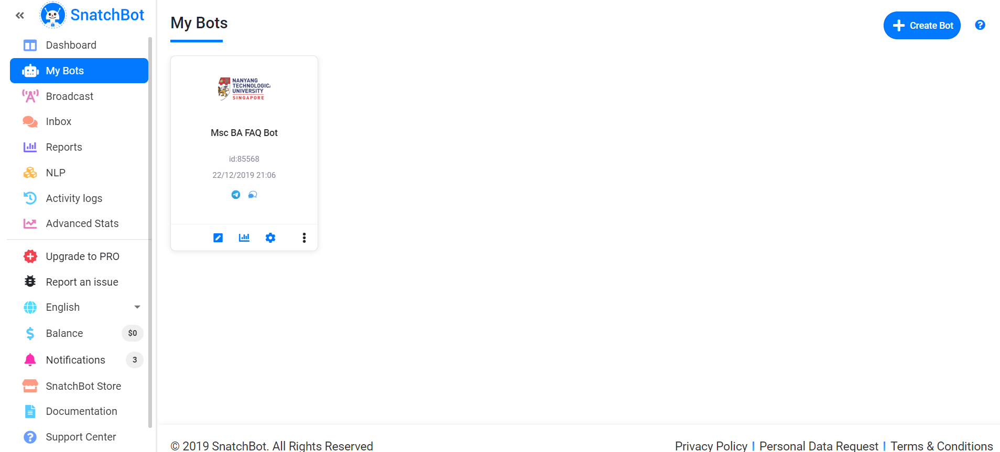 SnatchBot
Dashboard
My Bots
Broadcast
Inbox
Reports
NLP
Activity logs
Advanced Stats
Upgrade to PRO
Report an issue
English
Balance $0
Notifications 3
SnatchBot Store
Documentation
Support Center
My Bots
Create Bot
?
NANYANG
TECHNOLOGICA
UNIVERSITY
SINGAPORE
Msc BA FAQ Bot
id:85568
22/12/2019 21:06
© 2019 SnatchBot. All Rights Reserved
Privacy Policy | Personal Data Request | Terms & Conditions